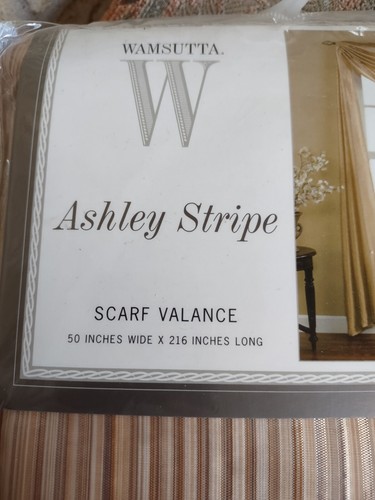 WAMSUTTA.
W
Ashley Stripe
SCARF VALANCE
50 INCHES WIDE X 216 INCHES LONG